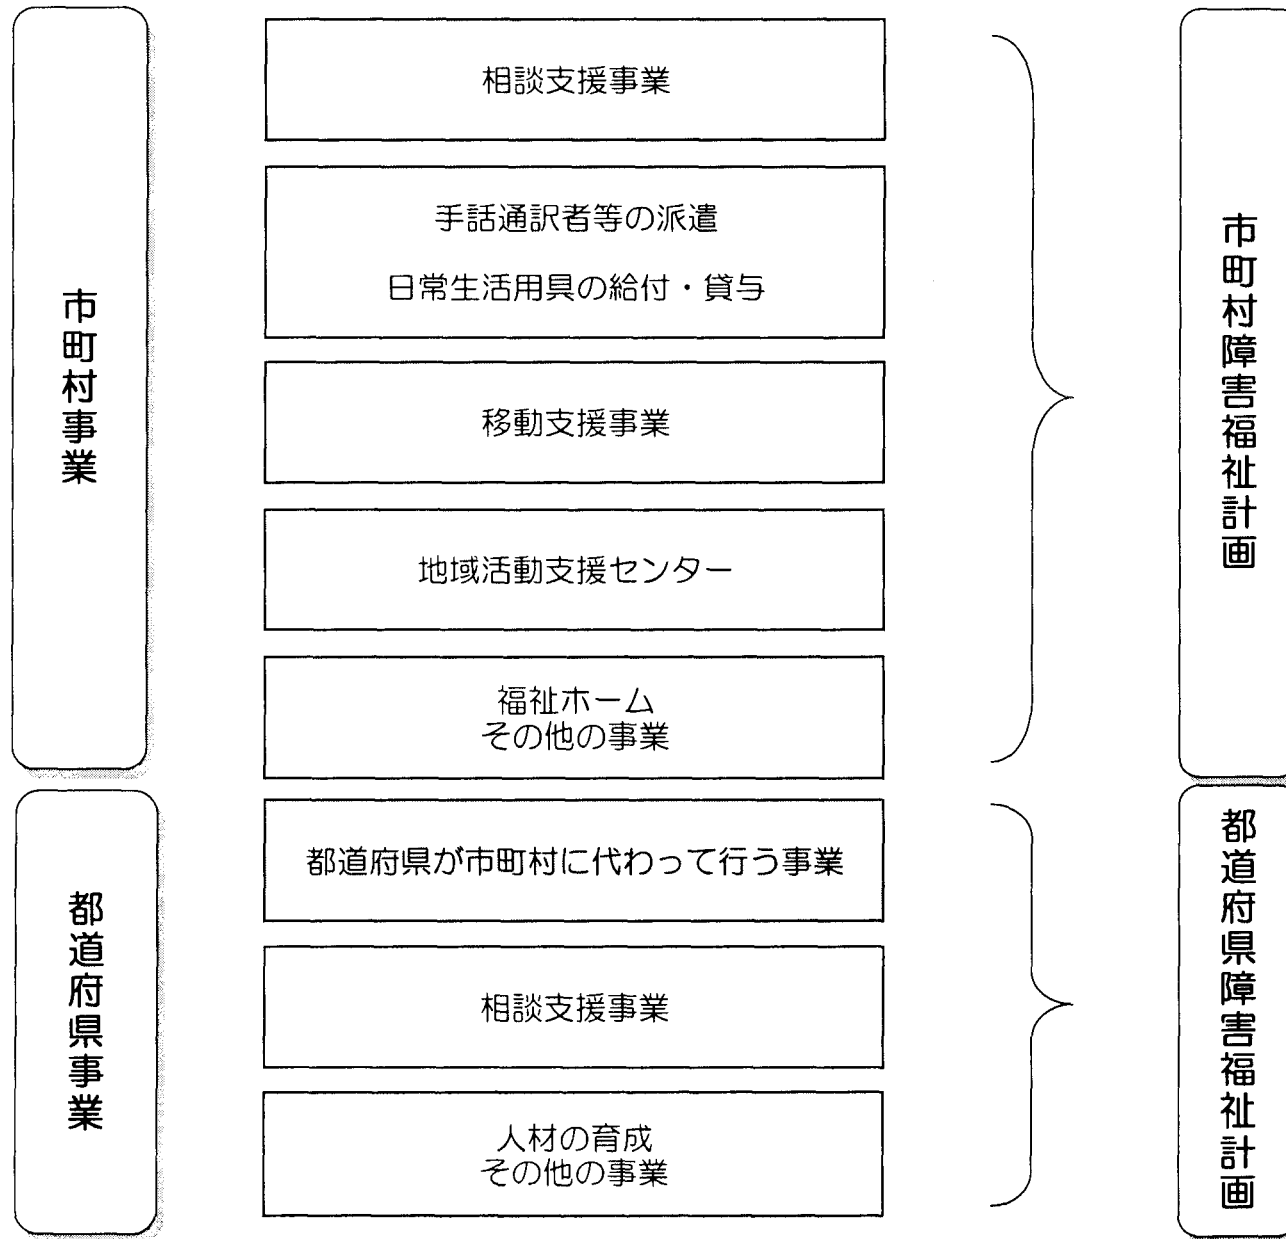 市町村事業
相談支援事業
手話通訳者等の派遣
日常生活用具の給付・貸与
移動支援事業
地域活動支援センター
福祉ホーム
その他の事業
市町村障害福祉計画
都道府県事業
都道府県が市町村に代わって行う事業
相談支援事業
人材の育成
その他の事業
都道府県障害福祉計画